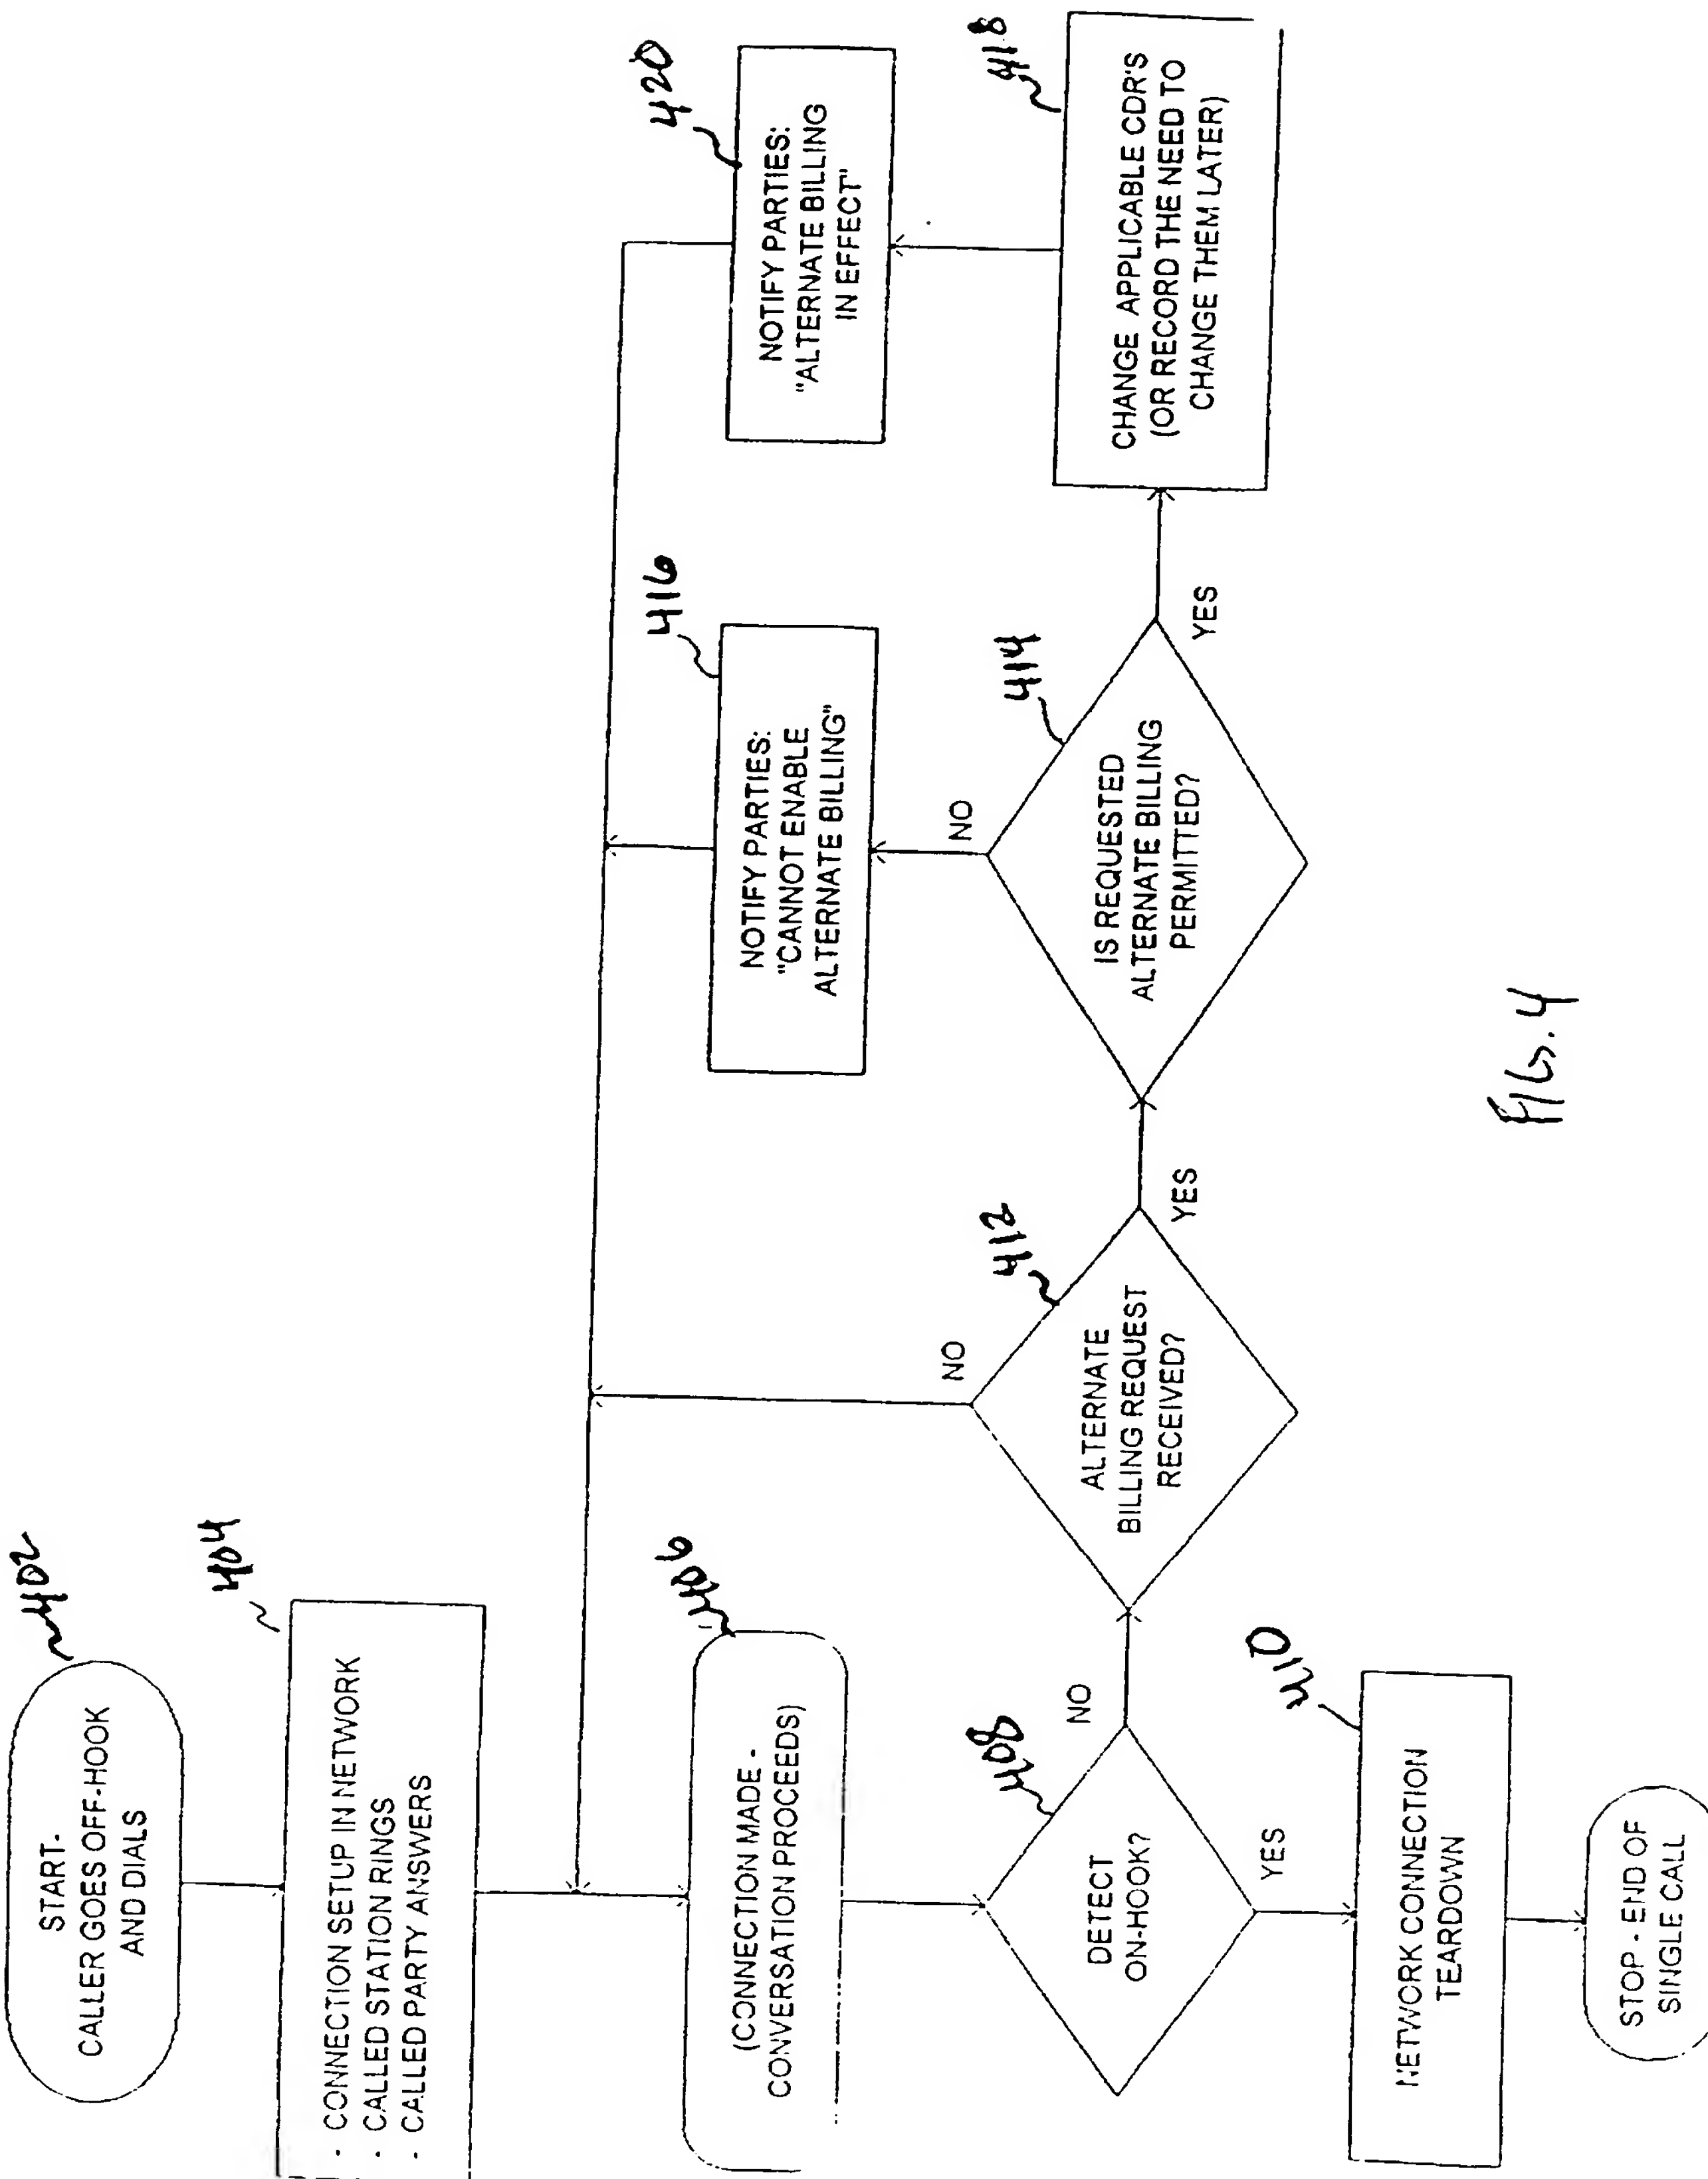 402
START-
CALLER GOES OFF-HOOK
AND DIALS
404
- CONNECTION SETUP IN NETWORK
- CALLED STATION RINGS
- CALLED PARTY ANSWERS
406
(CONNECTION MADE -
CONVERSATION PROCEEDS)
408
DETECT
ON-HOOK?
NO
YES
410
NETWORK CONNECTION
TEARDOWN
STOP - END OF
SINGLE CALL
412
ALTERNATE
BILLING REQUEST
RECEIVED?
NO
YES
414
IS REQUESTED
ALTERNATE BILLING
PERMITTED?
NO
YES
416
NOTIFY PARTIES:
"CANNOT ENABLE
ALTERNATE BILLING"
418
CHANGE APPLICABLE CDR'S
(OR RECORD THE NEED TO
CHANGE THEM LATER)
420
NOTIFY PARTIES:
"ALTERNATE BILLING
IN EFFECT"
FIG. 4